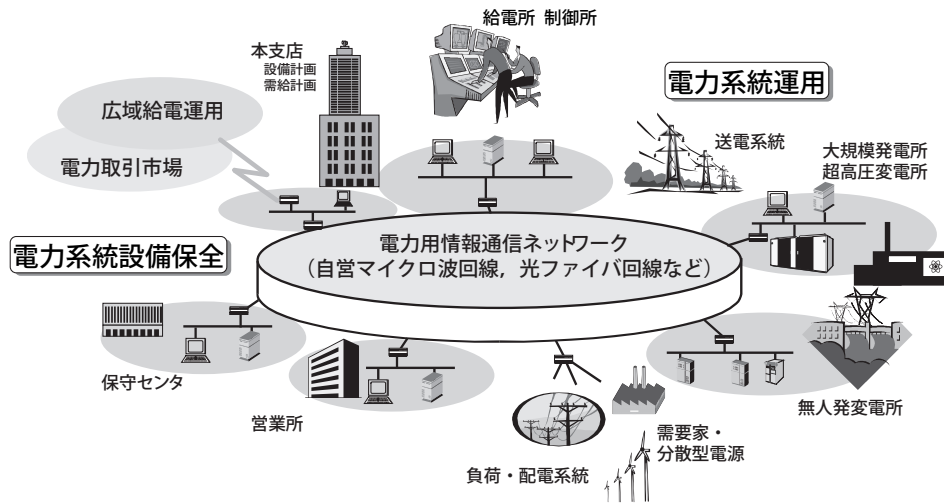 給電所 制御所
本支店
設備計画
需給計画
電力系統運用
広域給電運用
電力取引市場
送電系統
大規模発電所
超高圧変電所
電力用情報通信ネットワーク
(自営マイクロ波回線, 光ファイバ回線など)
電力系統設備保全
保守センタ
営業所
無人発変電所
需要家・
分散型電源
負荷・配電系統